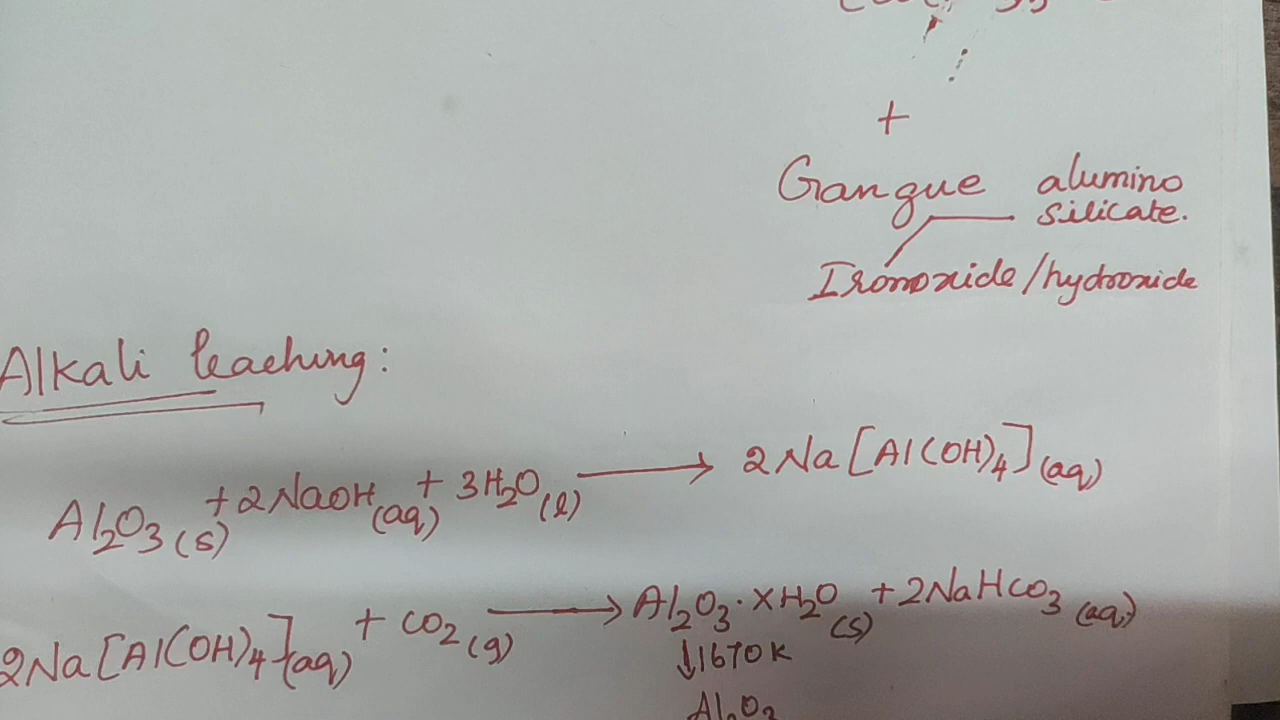 +
Gangue alumino
silicate.
Ironoxide/hydroxide
Alkali leaching:
Al₂O₃(s) + 2NaOH(aq) + 3H₂O(l) → 2Na[Al(OH)₄](aq)
2Na[Al(OH)₄](aq) + CO₂(g) → Al₂O₃·XH₂O(s) + 2NaHCO₃(aq)
↓1670K
Al₂O₃